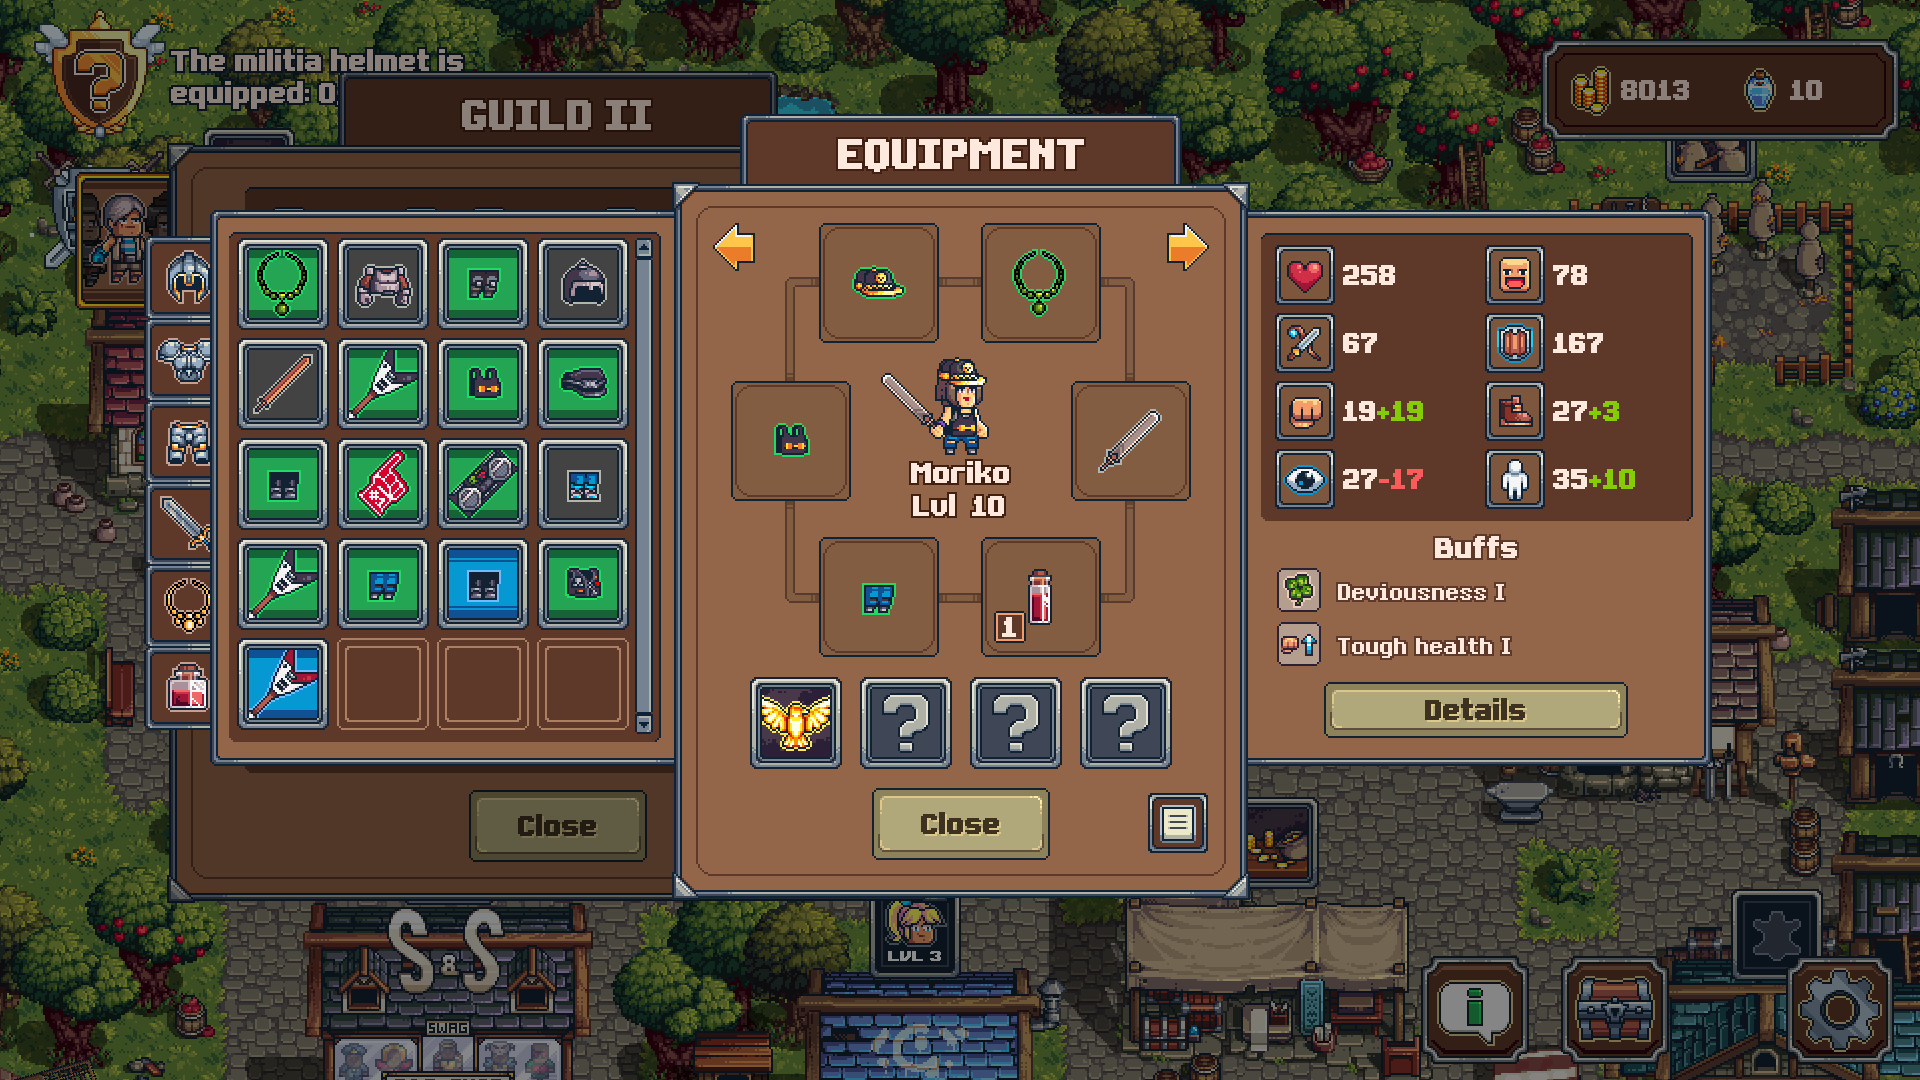 The militia helmet is
equipped: 0
GUILD II
EQUIPMENT
8013
10
258
78
67
167
19+19
27+3
27-17
35+10
Moriko
Lvl 10
1
Buffs
Deviousness I
Tough health I
Details
Close
Close
LVL 3
S&S
SWAG